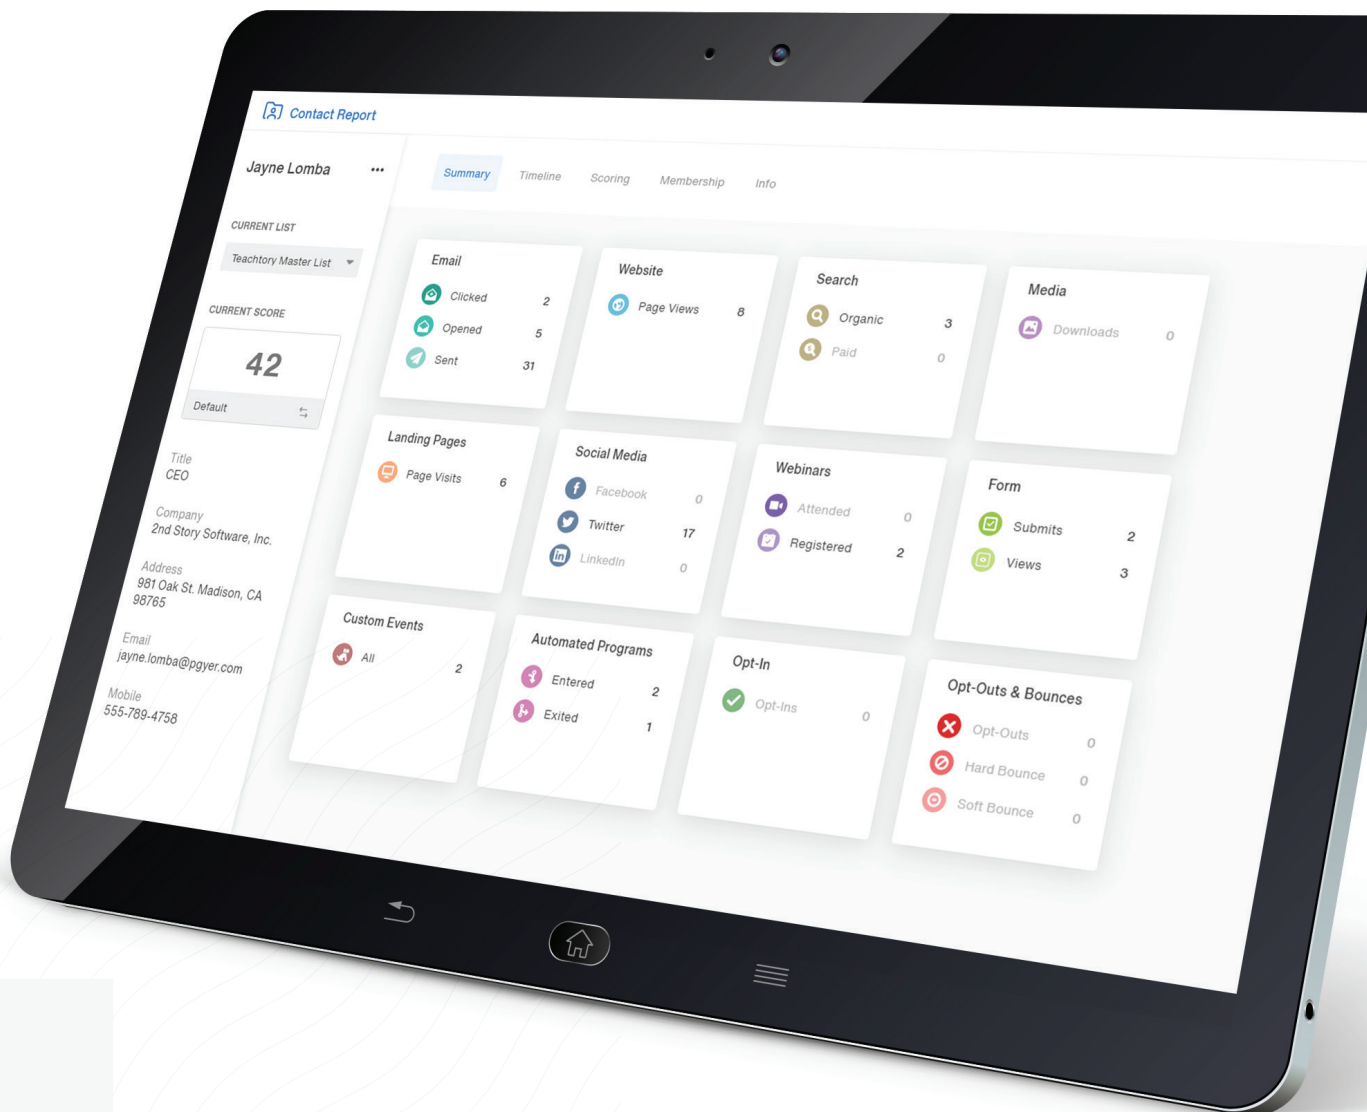 Contact Report
Jayne Lomba
CURRENT LIST
Teachtory Master List
CURRENT SCORE
42
Default
Title
CEO
Company
2nd Story Software, Inc.
Address
981 Oak St. Madison, CA
98765
Email
jayne.lomba@pgyer.com
Mobile
555-789-4758
Summary Timeline Scoring Membership Info
Email
Clicked 2
Opened 5
Sent 31
Website
Page Views 8
Search
Organic 3
Paid 0
Media
Downloads 0
Landing Pages
Page Visits 6
Social Media
Facebook 0
Twitter 17
LinkedIn 0
Webinars
Attended 0
Registered 2
Form
Submits 2
Views 3
Custom Events
All 2
Automated Programs
Entered 2
Exited 1
Opt-In
Opt-Ins 0
Opt-Outs & Bounces
Opt-Outs 0
Hard Bounce 0
Soft Bounce 0